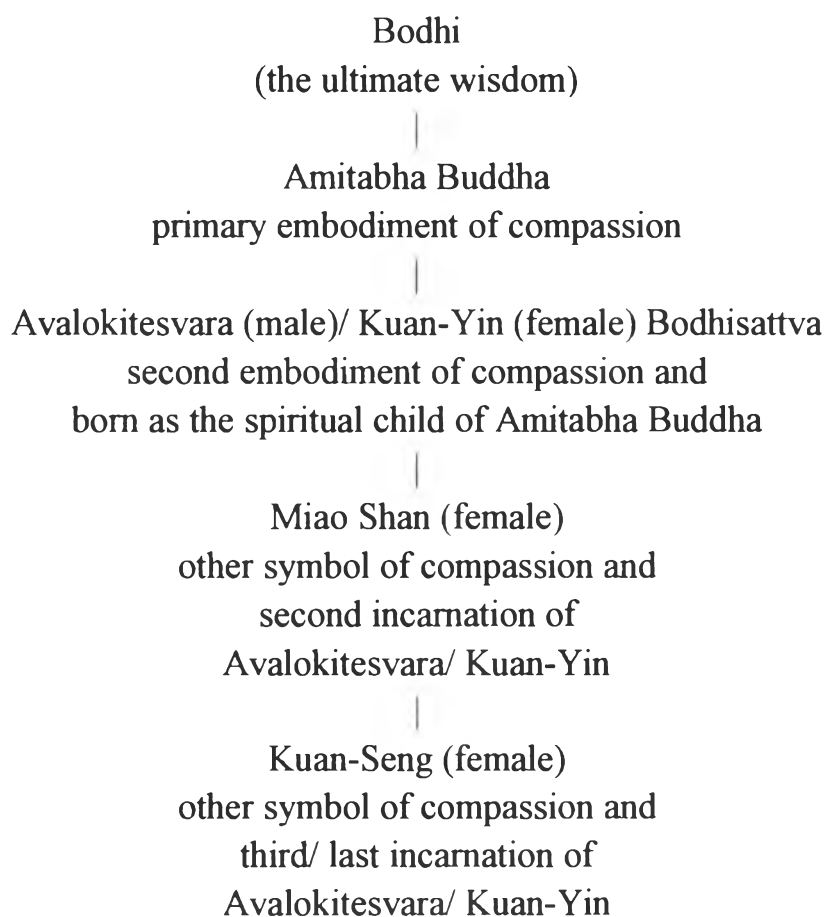 Bodhi
(the ultimate wisdom)
Amitabha Buddha
primary embodiment of compassion
Avalokitesvara (male)/ Kuan-Yin (female) Bodhisattva
second embodiment of compassion and
born as the spiritual child of Amitabha Buddha
Miao Shan (female)
other symbol of compassion and
second incarnation of
Avalokitesvara/ Kuan-Yin
Kuan-Seng (female)
other symbol of compassion and
third/ last incarnation of
Avalokitesvara/ Kuan-Yin